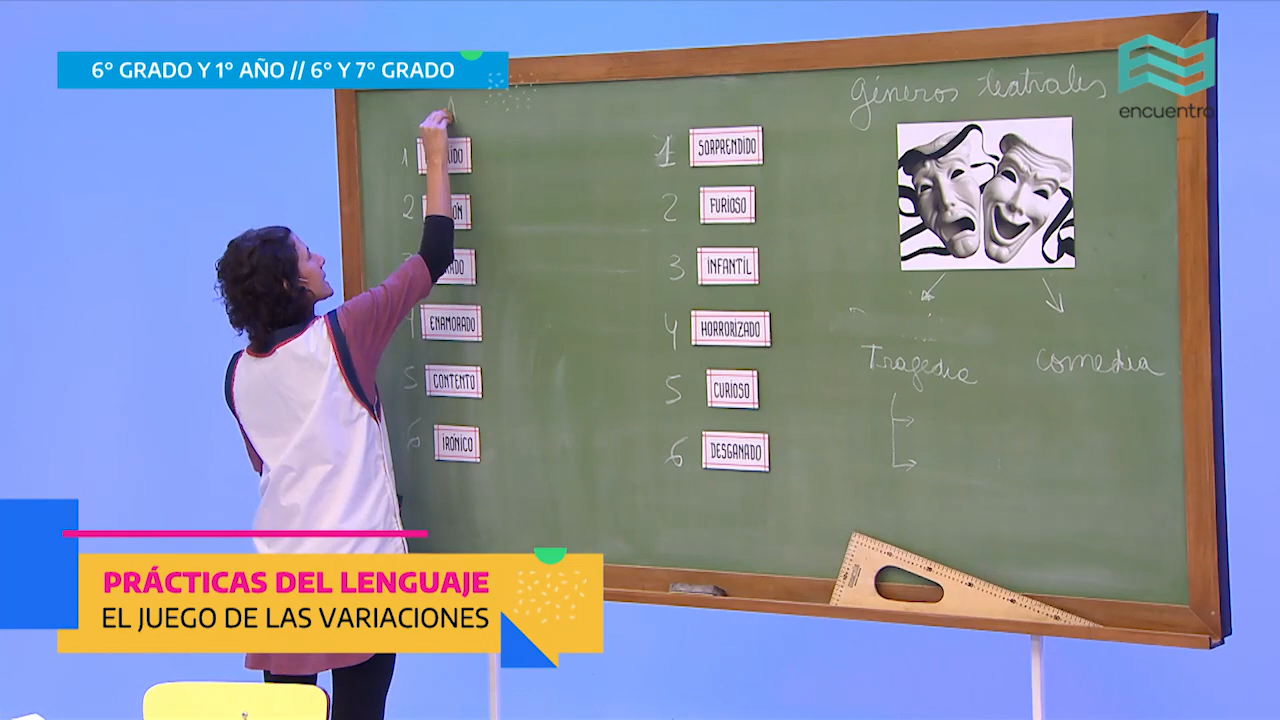 6° GRADO Y 1° AÑO // 6° Y 7° GRADO
encuentro
Géneros teatrales
A
1
2
3
4 ENAMORADO
5 CONTENTO
6 IRÓNICO
1 SORPRENDIDO
2 FURIOSO
3 INFANTIL
4 HORRORIZADO
5 CURIOSO
6 DESGANADO
Tragedia
comedia
PRÁCTICAS DEL LENGUAJE
EL JUEGO DE LAS VARIACIONES